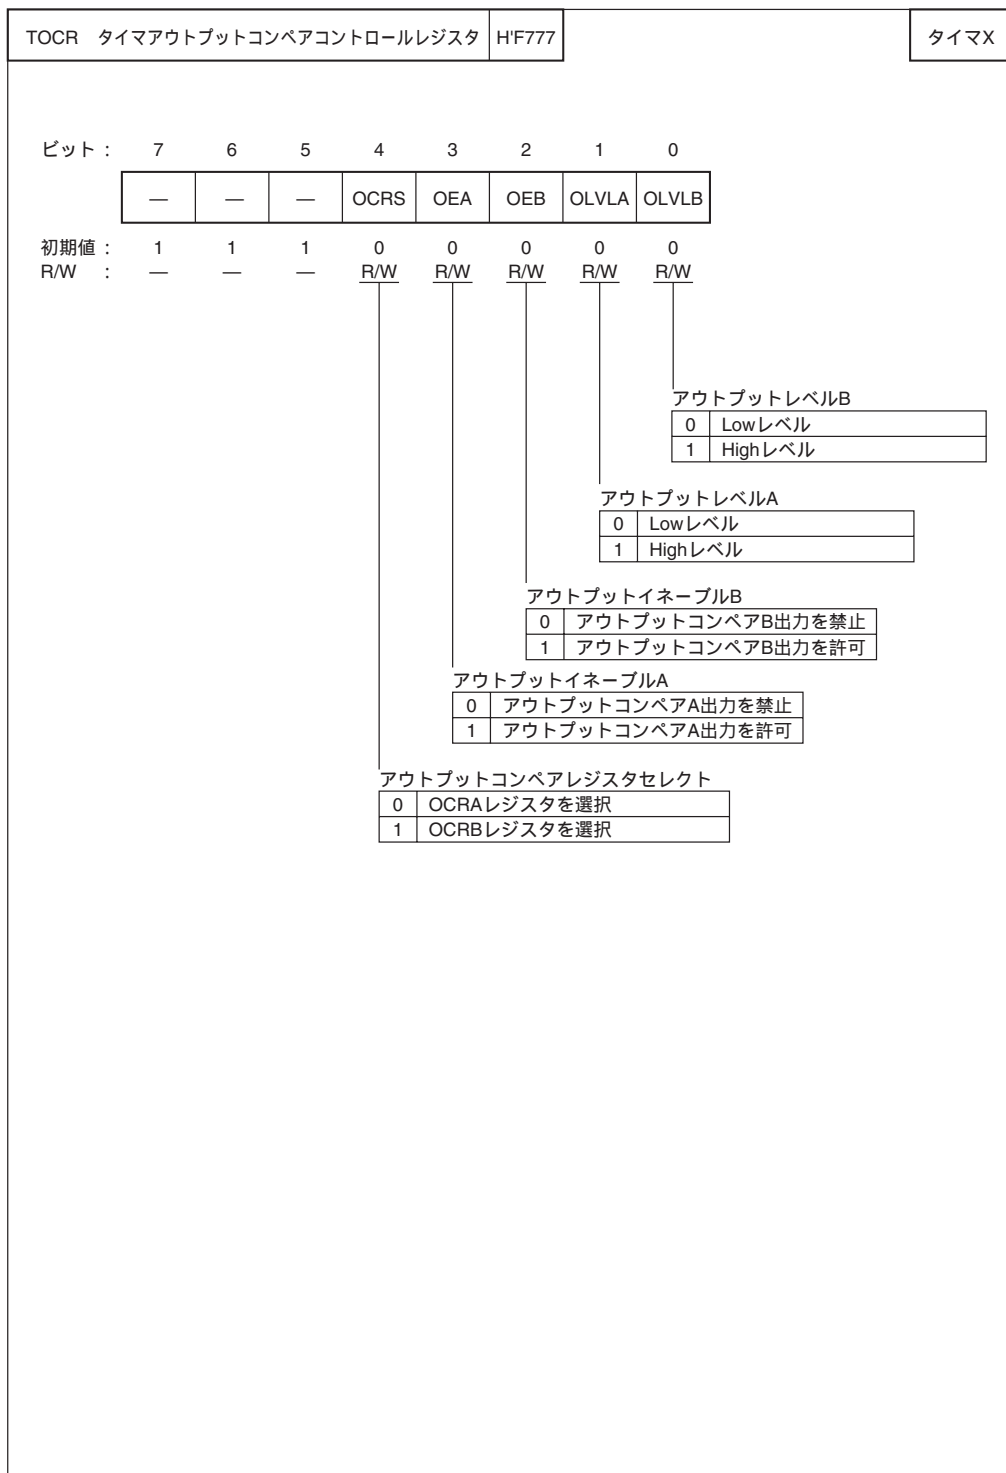 TOCR タイマアウトプットコンペアコントロールレジスタ H'F777 タイマX
ビット : 7 6 5 4 3 2 1 0
— — — OCRS OEA OEB OLVLA OLVLB
初期値 : 1 1 1 0 0 0 0 0
R/W : — — — R/W R/W R/W R/W R/W
アウトプットレベルB
0 Lowレベル
1 Highレベル
アウトプットレベルA
0 Lowレベル
1 Highレベル
アウトプットイネーブルB
0 アウトプットコンペアB出力を禁止
1 アウトプットコンペアB出力を許可
アウトプットイネーブルA
0 アウトプットコンペアA出力を禁止
1 アウトプットコンペアA出力を許可
アウトプットコンペアレジスタセレクト
0 OCRAレジスタを選択
1 OCRBレジスタを選択